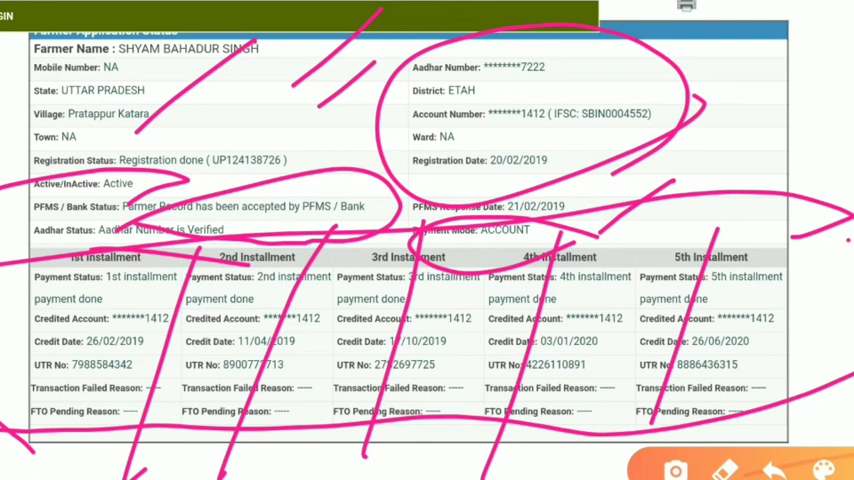 GIN
Farmer Application Status
Farmer Name : SHYAM BAHADUR SINGH
Mobile Number: NA
Aadhar Number: ********7222
State: UTTAR PRADESH
District: ETAH
Village: Pratappur Katara
Account Number: *******1412 ( IFSC: SBIN0004552)
Town: NA
Ward: NA
Registration Status: Registration done ( UP124138726 )
Registration Date: 20/02/2019
Active/InActive: Active
PFMS / Bank Status: Farmer Record has been accepted by PFMS / Bank
PFMS Response Date: 21/02/2019
Aadhar Status: Aadhar Number is Verified
Payment Mode: ACCOUNT
1st Installment 2nd Installment 3rd Installment 4th Installment 5th Installment
Payment Status: 1st installment Payment Status: 2nd installment Payment Status: 3rd installment Payment Status: 4th installment Payment Status: 5th installment
payment done payment done payment done payment done payment done
Credited Account: *******1412 Credited Account: *******1412 Credited Account: *******1412 Credited Account: *******1412 Credited Account: *******1412
Credit Date: 26/02/2019 Credit Date: 11/04/2019 Credit Date: /10/2019 Credit Date: 03/01/2020 Credit Date: 26/06/2020
UTR No: 7988584342 UTR No: UTR No: UTR No: 4226110891 UTR No: 8886436315
Transaction Failed Reason: ----- Transaction Failed Reason: ----- Transaction Failed Reason: ----- Transaction Failed Reason: ----- Transaction Failed Reason: -----
FTO Pending Reason: ----- FTO Pending Reason: ----- FTO Pending Reason: ----- FTO Pending Reason: ----- FTO Pending Reason: -----